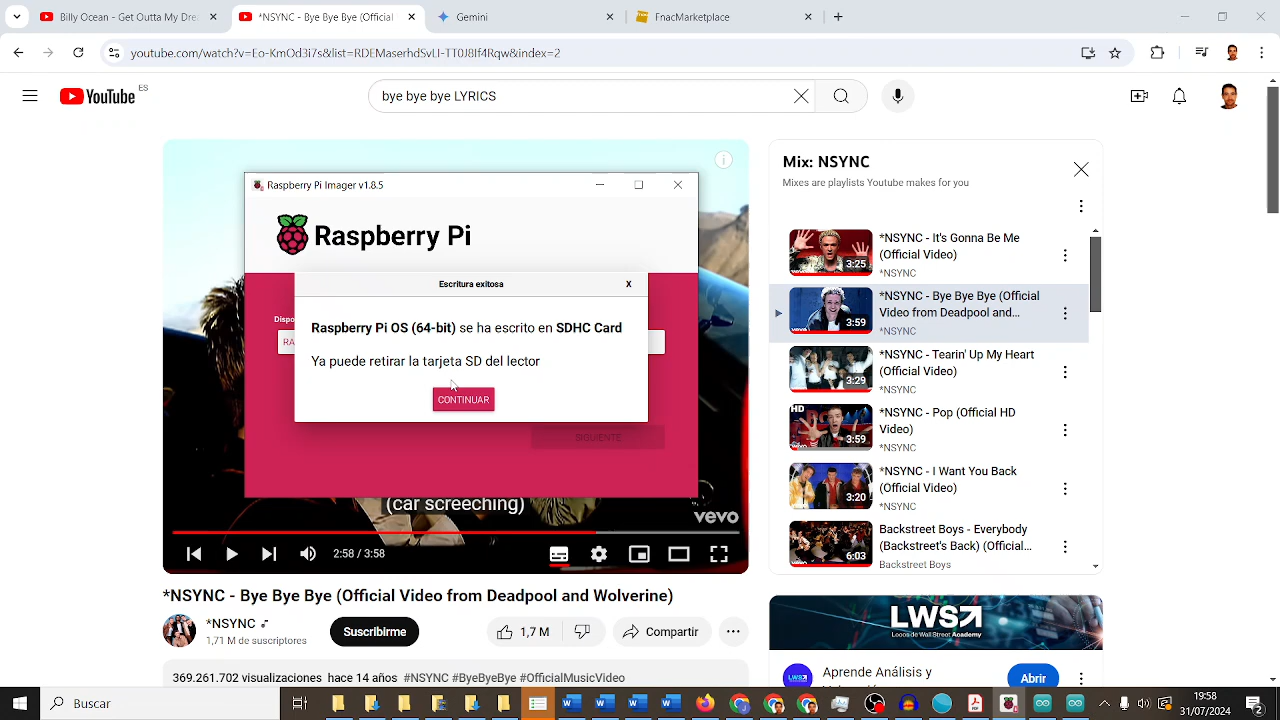 Billy Ocean - Get Outta My Dre
*NSYNC - Bye Bye Bye (Official
Gemini
FnacMarketplace
youtube.com/watch?v=Eo-KmOd3i7s&list=RDEMaserbdSvLI-TT0J8lf4Rqw&index=2
YouTube
ES
bye bye bye LYRICS
Raspberry Pi Imager v1.8.5
Raspberry Pi
Escritura exitosa
X
Dispo
RA
Raspberry Pi OS (64-bit) se ha escrito en SDHC Card
Ya puede retirar la tarjeta SD del lector
CONTINUAR
SIGUIENTE
(car screeching)
vevo
2:58 / 3:58
Mix: NSYNC
Mixes are playlists Youtube makes for you
3:25
*NSYNC - It's Gonna Be Me
(Official Video)
*NSYNC
3:59
*NSYNC - Bye Bye Bye (Official
Video from Deadpool and...
*NSYNC
3:29
*NSYNC - Tearin' Up My Heart
(Official Video)
*NSYNC
HD
3:59
*NSYNC - Pop (Official HD
Video)
*NSYNC
3:20
*NSYNC - I Want You Back
(Official Video)
*NSYNC
6:03
Backstreet Boys - Everybody
(Backstreet's Back) (Official...
Backstreet Boys
*NSYNC - Bye Bye Bye (Official Video from Deadpool and Wolverine)
*NSYNC
1,71 M de suscriptores
Suscribirme
1,7 M
Compartir
369.261.702 visualizaciones hace 14 años #NSYNC #ByeByeBye #OfficialMusicVideo
LWS
Locos de Wall Street Academy
LWS
Aprende Análisis y
Abrir
Buscar
19:58
31/07/2024
2